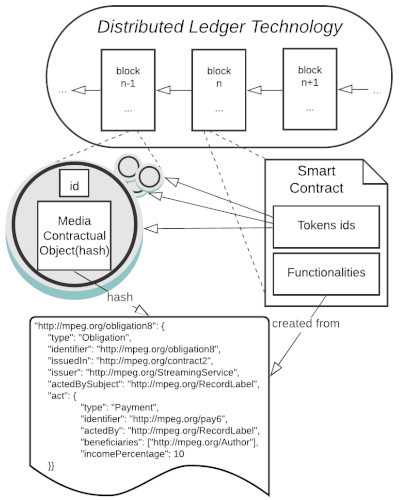 Distributed Ledger Technology
block
n-1
...
block
n
...
block
n+1
...
...
...
id
Media
Contractual
Object(hash)
Smart
Contract
Tokens ids
Functionalities
hash
created from
"http://mpeg.org/obligation8": {
"type": "Obligation",
"identifier": "http://mpeg.org/obligation8",
"issuedIn": "http://mpeg.org/contract2",
"issuer": "http://mpeg.org/StreamingService",
"actedBySubject": "http://mpeg.org/RecordLabel",
"act": {
"type": "Payment",
"identifier": "http://mpeg.org/pay6",
"actedBy": "http://mpeg.org/RecordLabel",
"beneficiaries": ["http://mpeg.org/Author"],
"incomePercentage": 10
}}